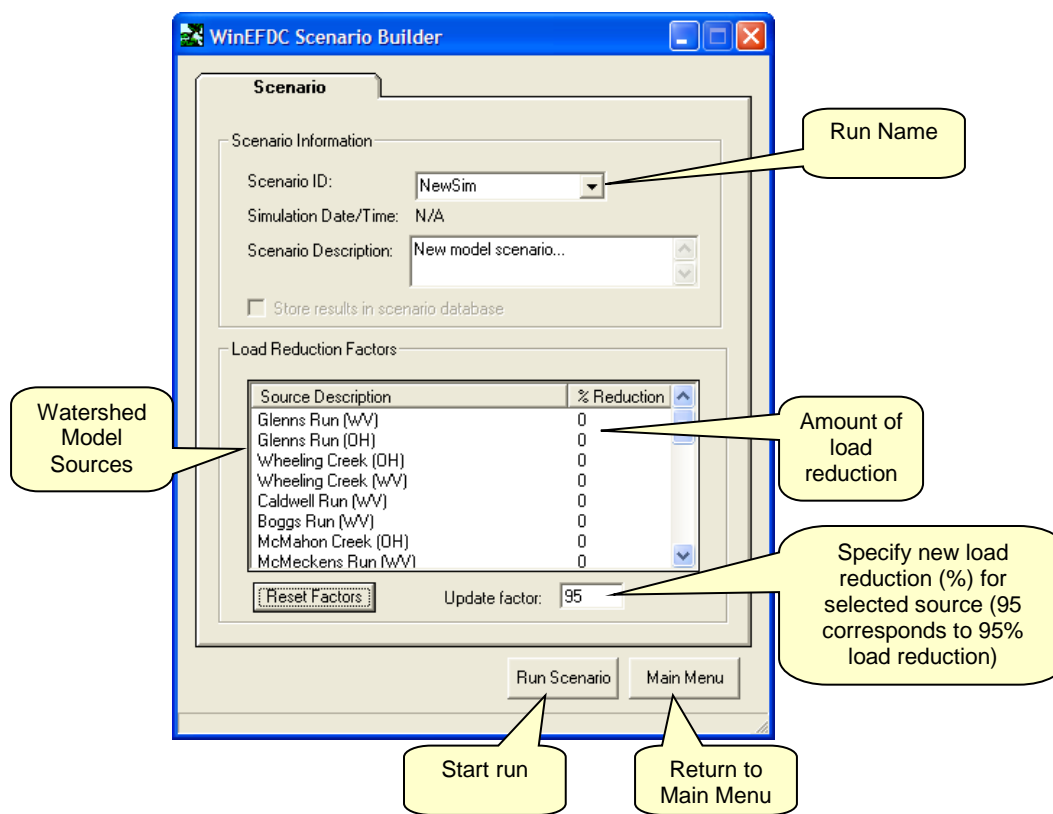 WinEFDC Scenario Builder
Scenario
Scenario Information
Run Name
Scenario ID:
NewSim
Simulation Date/Time: N/A
Scenario Description:
New model scenario...
Store results in scenario database
Load Reduction Factors
Watershed
Model
Sources
Source Description % Reduction
Glenns Run (WV) 0
Glenns Run (OH) 0
Wheeling Creek (OH) 0
Wheeling Creek (WV) 0
Caldwell Run (WV) 0
Boggs Run (WV) 0
McMahon Creek (OH) 0
McMeckens Run (WV) 0
Amount of
load
reduction
Reset Factors
Update factor: 95
Specify new load
reduction (%) for
selected source (95
corresponds to 95%
load reduction)
Run Scenario
Main Menu
Start run
Return to
Main Menu